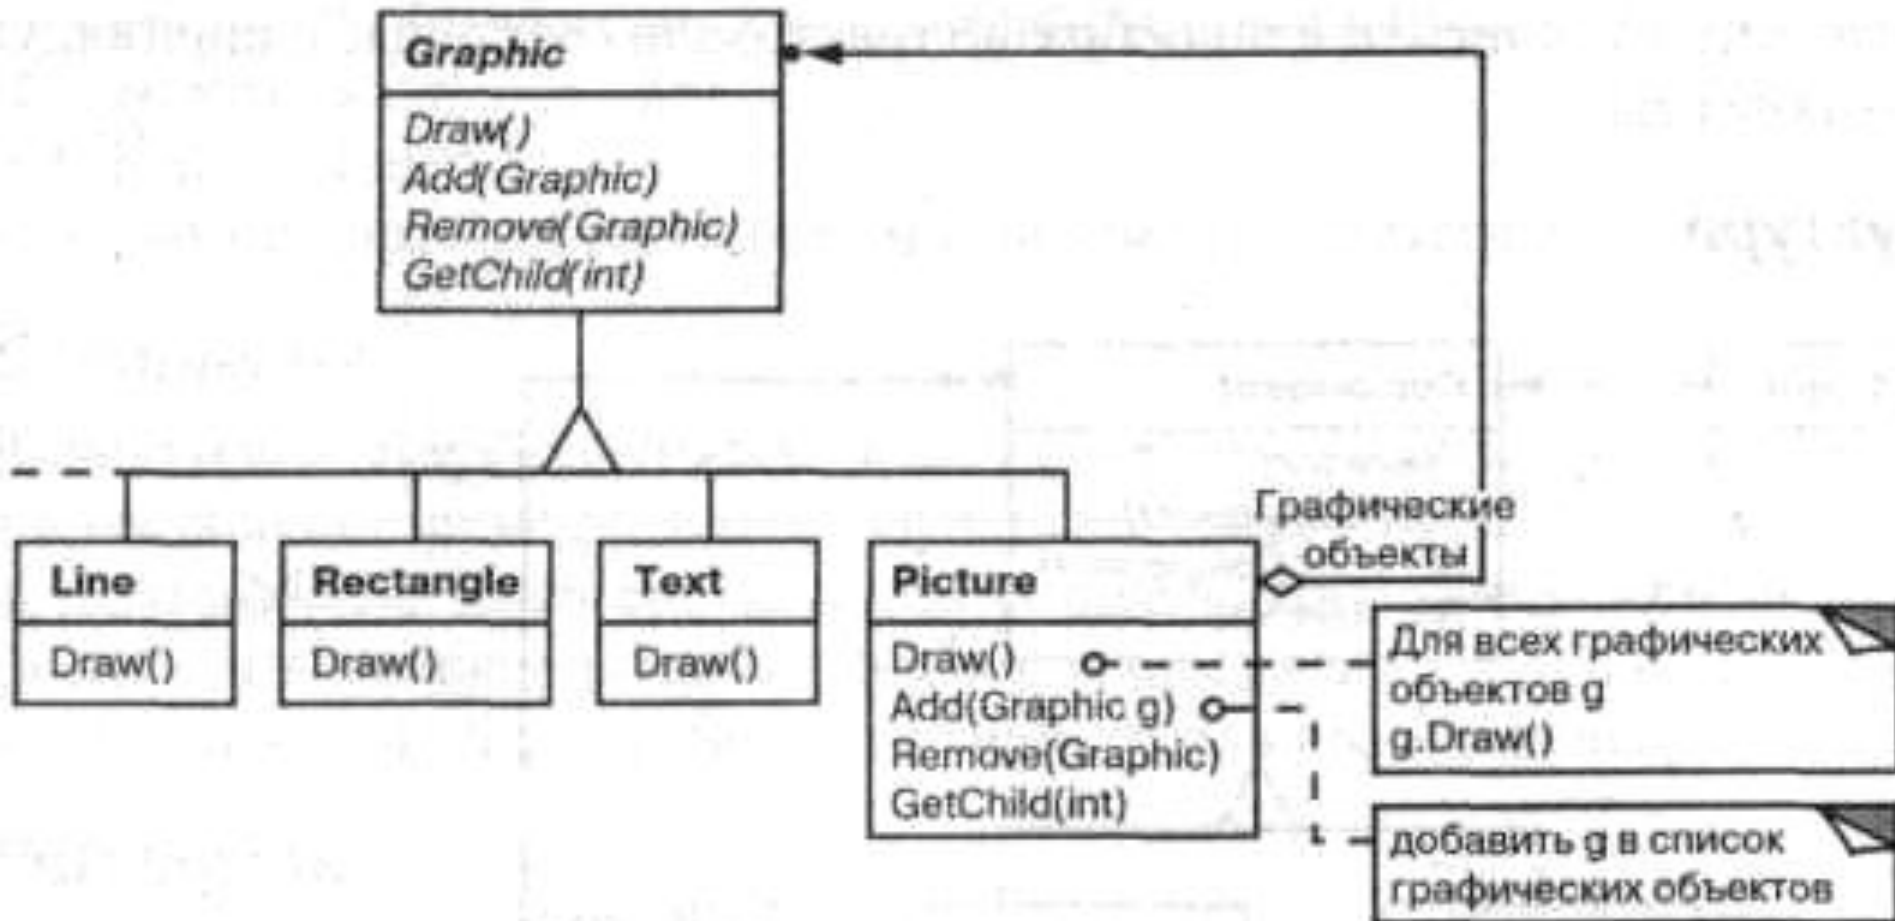 Graphic
Draw()
Add(Graphic)
Remove(Graphic)
GetChild(int)
Графические
объекты
Line
Draw()
Rectangle
Draw()
Text
Draw()
Picture
Draw()
Add(Graphic g)
Remove(Graphic)
GetChild(int)
Для всех графических
объектов g
g.Draw()
добавить g в список
графических объектов